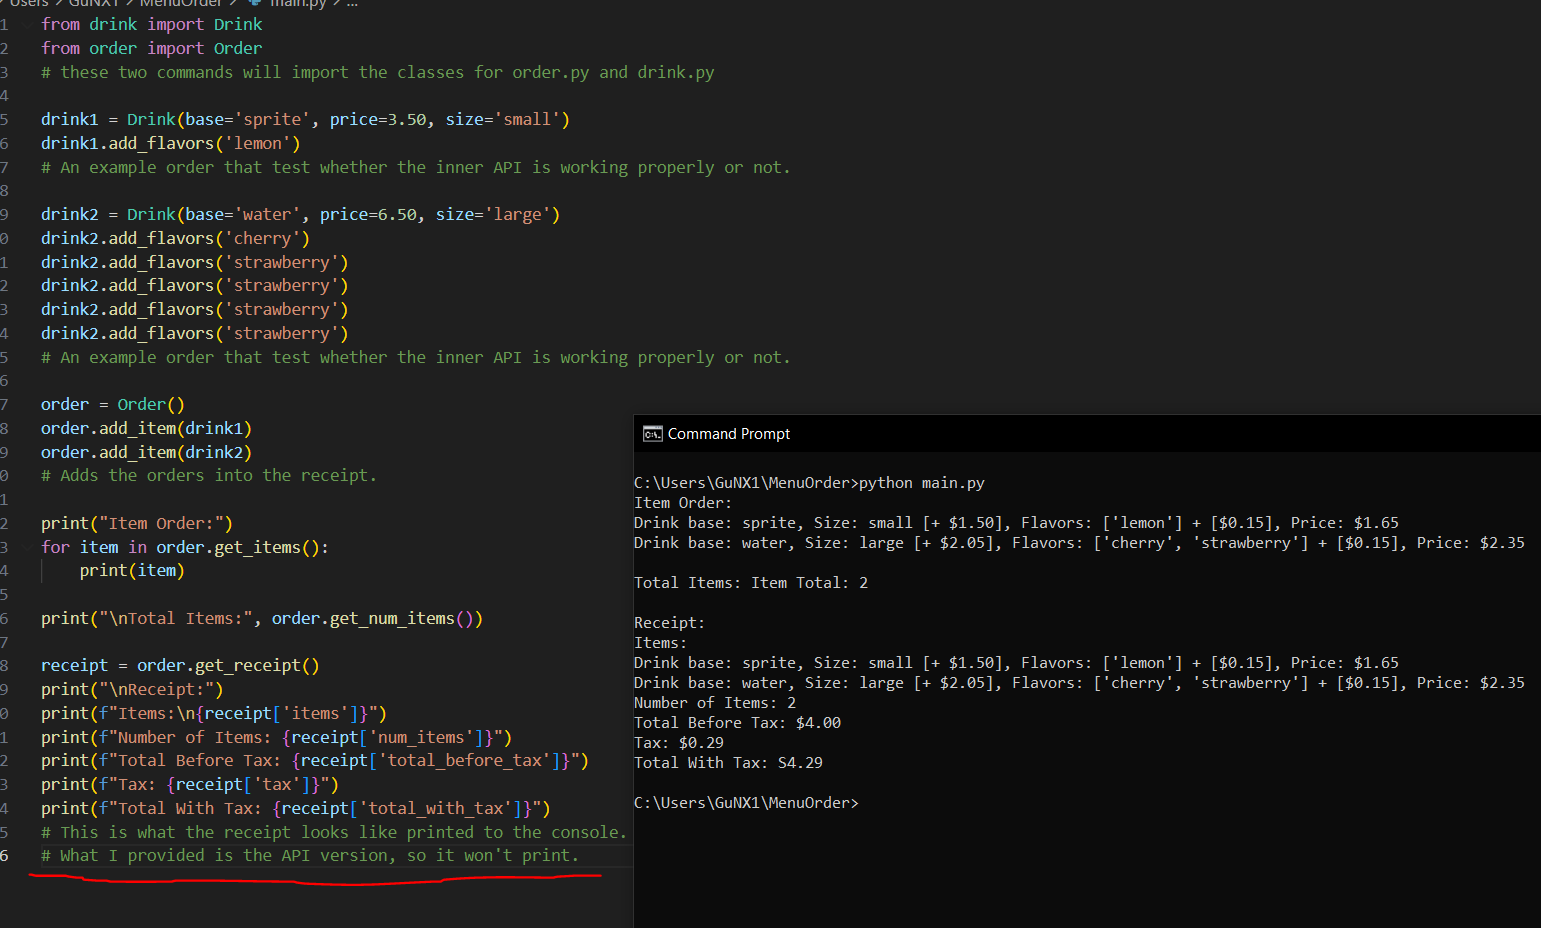 Users > GuNX1 > MenuOrder > main.py > ...
1 from drink import Drink
2 from order import Order
3 # these two commands will import the classes for order.py and drink.py
4
5 drink1 = Drink(base='sprite', price=3.50, size='small')
6 drink1.add_flavors('lemon')
7 # An example order that test whether the inner API is working properly or not.
8
9 drink2 = Drink(base='water', price=6.50, size='large')
0 drink2.add_flavors('cherry')
1 drink2.add_flavors('strawberry')
2 drink2.add_flavors('strawberry')
3 drink2.add_flavors('strawberry')
4 drink2.add_flavors('strawberry')
5 # An example order that test whether the inner API is working properly or not.
6
7 order = Order()
8 order.add_item(drink1)
9 order.add_item(drink2)
0 # Adds the orders into the receipt.
1
2 print("Item Order:")
3 for item in order.get_items():
4 print(item)
5
6 print("\nTotal Items:", order.get_num_items())
7
8 receipt = order.get_receipt()
9 print("\nReceipt:")
0 print(f"Items:\n{receipt['items']}")
1 print(f"Number of Items: {receipt['num_items']}")
2 print(f"Total Before Tax: {receipt['total_before_tax']}")
3 print(f"Tax: {receipt['tax']}")
4 print(f"Total With Tax: {receipt['total_with_tax']}")
5 # This is what the receipt looks like printed to the console.
6 # What I provided is the API version, so it won't print.
Command Prompt
C:\Users\GuNX1\MenuOrder>python main.py
Item Order:
Drink base: sprite, Size: small [+ $1.50], Flavors: ['lemon'] + [$0.15], Price: $1.65
Drink base: water, Size: large [+ $2.05], Flavors: ['cherry', 'strawberry'] + [$0.15], Price: $2.35
Total Items: Item Total: 2
Receipt:
Items:
Drink base: sprite, Size: small [+ $1.50], Flavors: ['lemon'] + [$0.15], Price: $1.65
Drink base: water, Size: large [+ $2.05], Flavors: ['cherry', 'strawberry'] + [$0.15], Price: $2.35
Number of Items: 2
Total Before Tax: $4.00
Tax: $0.29
Total With Tax: S4.29
C:\Users\GuNX1\MenuOrder>